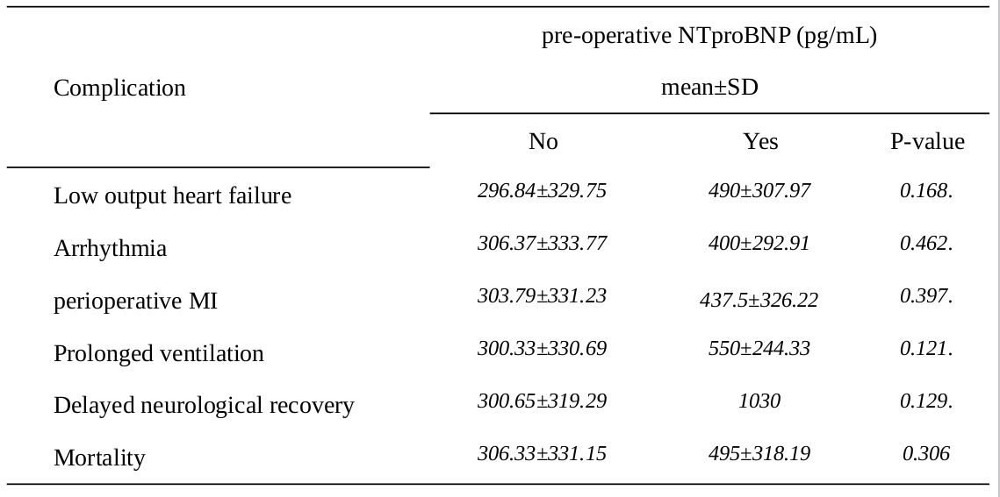 pre-operative NTproBNP (pg/mL)
Complication mean±SD
No Yes P-value
Low output heart failure 296.84±329.75 490±307.97 0.168.
Arrhythmia 306.37±333.77 400±292.91 0.462.
perioperative MI 303.79±331.23 437.5±326.22 0.397.
Prolonged ventilation 300.33±330.69 550±244.33 0.121.
Delayed neurological recovery 300.65±319.29 1030 0.129.
Mortality 306.33±331.15 495±318.19 0.306